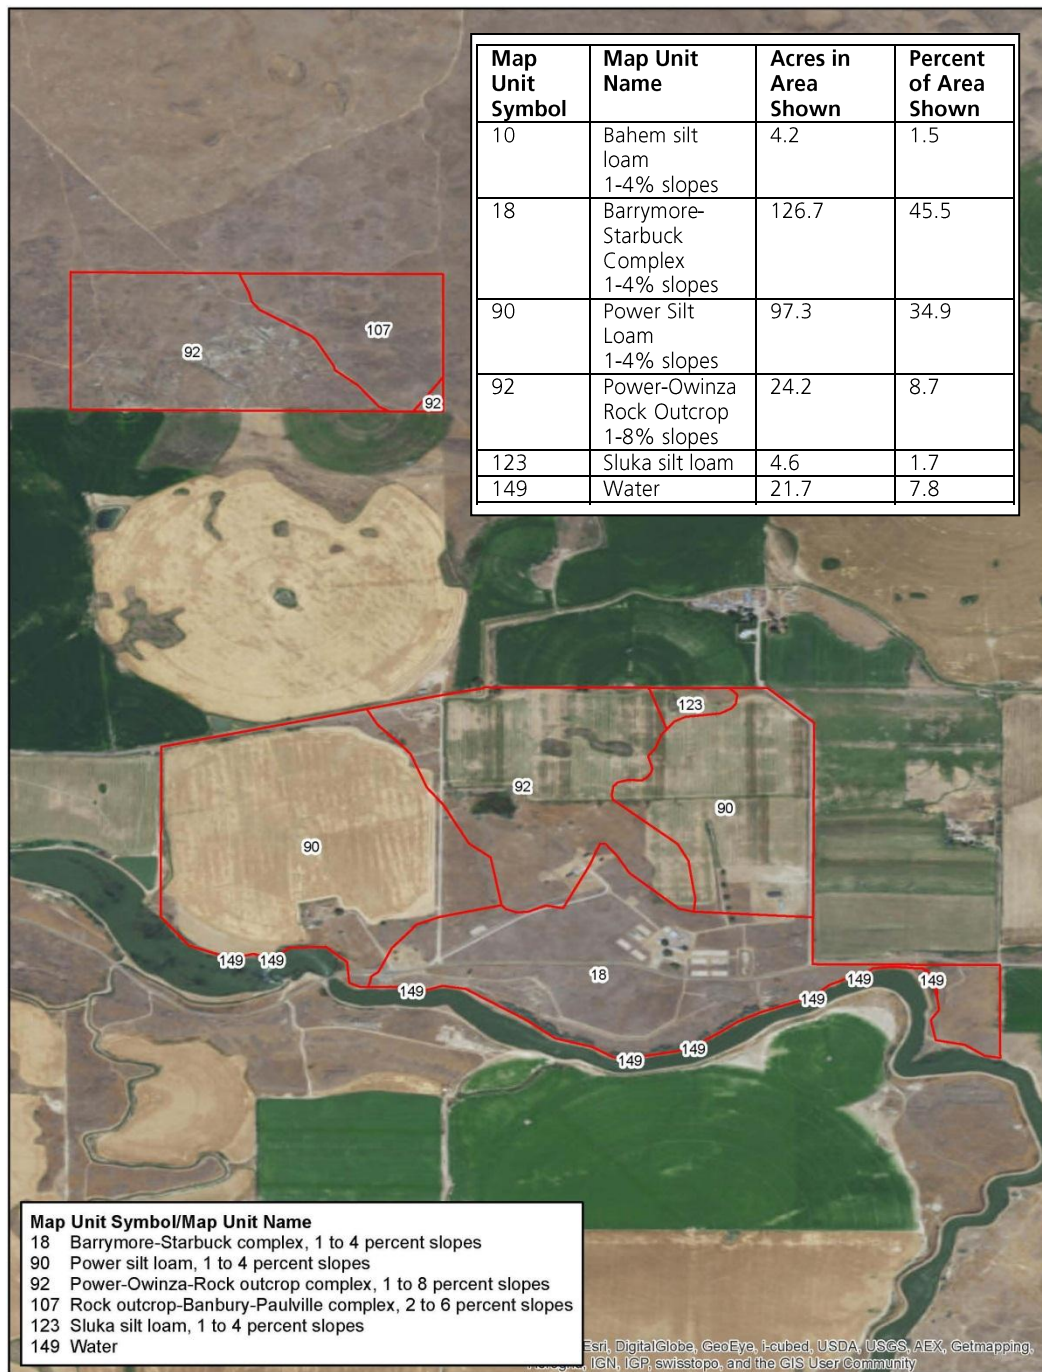 Map Unit Symbol
Map Unit Name
Acres in Area Shown
Percent of Area Shown
10
Bahem silt loam 1-4% slopes
4.2
1.5
18
Barrymore-Starbuck Complex 1-4% slopes
126.7
45.5
90
Power Silt Loam 1-4% slopes
97.3
34.9
92
Power-Owinza Rock Outcrop 1-8% slopes
24.2
8.7
123
Sluka silt loam
4.6
1.7
149
Water
21.7
7.8
107
92
92
123
92
90
90
149 149
149
18
149
149
149
149
149
Map Unit Symbol/Map Unit Name
18 Barrymore-Starbuck complex, 1 to 4 percent slopes
90 Power silt loam, 1 to 4 percent slopes
92 Power-Owinza-Rock outcrop complex, 1 to 8 percent slopes
107 Rock outcrop-Banbury-Paulville complex, 2 to 6 percent slopes
123 Sluka silt loam, 1 to 4 percent slopes
149 Water
Esri, DigitalGlobe, GeoEye, i-cubed, USDA, USGS, AEX, Getmapping,
IGN, IGP, swisstopo, and the GIS User Community